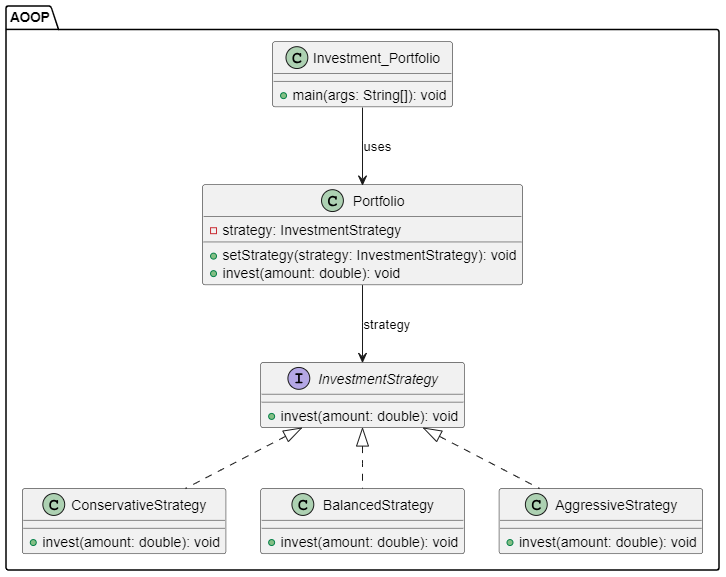 AOOP
C Investment_Portfolio
main(args: String[]): void
uses
C Portfolio
strategy: InvestmentStrategy
setStrategy(strategy: InvestmentStrategy): void
invest(amount: double): void
strategy
I InvestmentStrategy
invest(amount: double): void
C ConservativeStrategy
invest(amount: double): void
C BalancedStrategy
invest(amount: double): void
C AggressiveStrategy
invest(amount: double): void